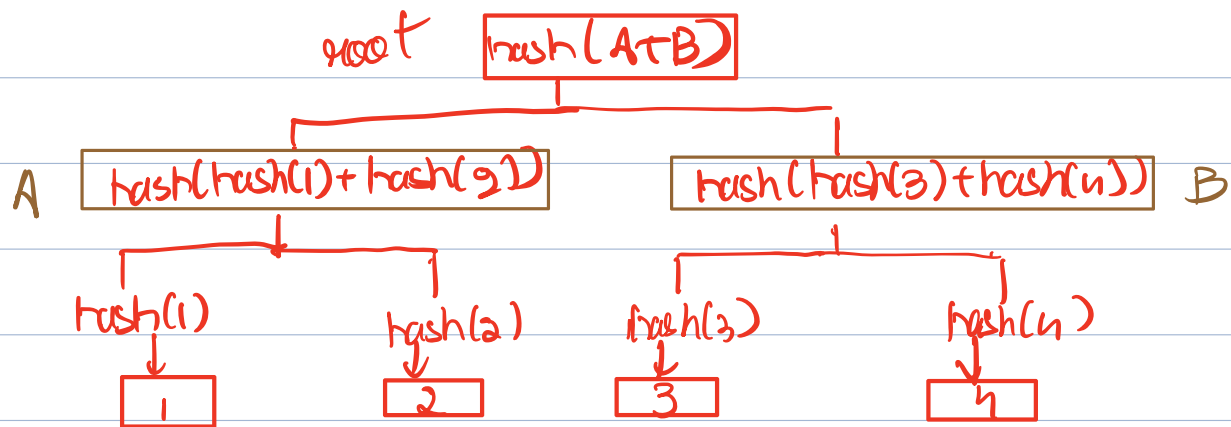 root hash(A+B)
A hash(hash(1)+hash(2)) hash(hash(3)+hash(4)) B
hash(1) hash(2) hash(3) hash(4)
1 2 3 4